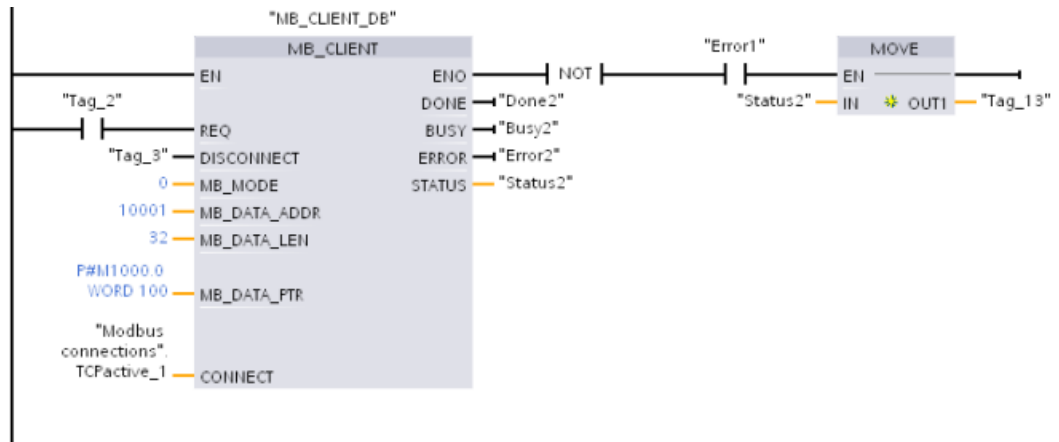 "MB_CLIENT_DB"
MB_CLIENT
"Error1"
MOVE
EN
ENO
NOT
EN
"Tag_2"
DONE
"Done2"
"Status2"
IN
OUT1
"Tag_13"
REQ
BUSY
"Busy2"
"Tag_3"
DISCONNECT
ERROR
"Error2"
0
MB_MODE
STATUS
"Status2"
10001
MB_DATA_ADDR
32
MB_DATA_LEN
P#M1000.0
WORD 100
MB_DATA_PTR
"Modbus
connections".
TCPactive_1
CONNECT